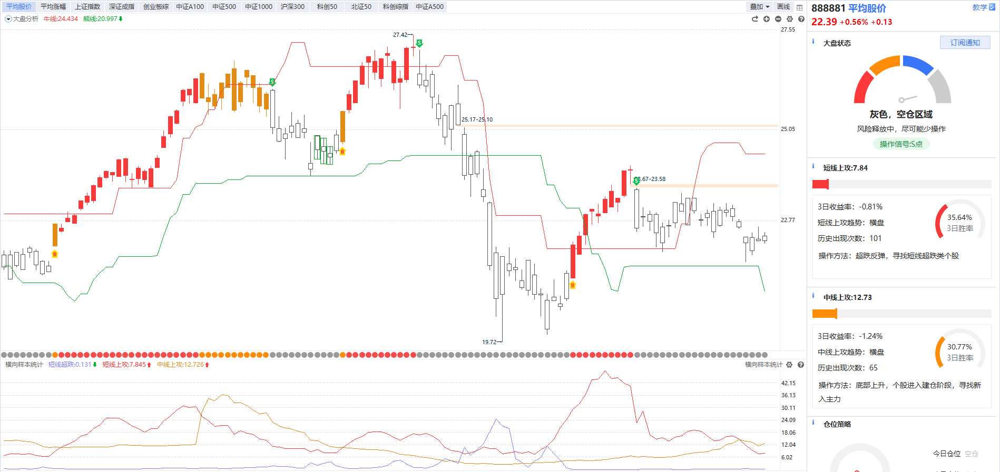 平均股价 平均涨幅 上证指数 深证成指 创业板综 中证A100 中证500 中证1000 沪深300 科创50 北证50 科创综指 中证A500 叠加 画线
大盘分析 牛线:24.434 熊线:20.997
27.55
27.42
S
S
25.17-25.10
25.05
B
S
.67-23.58
22.77
B
B
19.72
横向样本统计 短线超跌:0.131 短线上攻:7.845 中线上攻:12.726
横向样本统计
42.15
36.13
30.11
24.09
18.06
12.04
6.02
888881 平均股价 教学
22.39 +0.56% +0.13
大盘状态 订阅通知
灰色，空仓区域
风险释放中，尽可能少操作
操作信号:S点
短线上攻:7.84
3日收益率：-0.81%
短线上攻趋势：横盘
历史出现次数：101
35.64%
3日胜率
操作方法：超跌反弹，寻找短线超跌类个股
中线上攻:12.73
3日收益率：-1.24%
中线上攻趋势：横盘
历史出现次数：65
30.77%
3日胜率
操作方法：底部上升，个股进入建仓阶段，寻找新
入主力
仓位策略
今日仓位 空仓